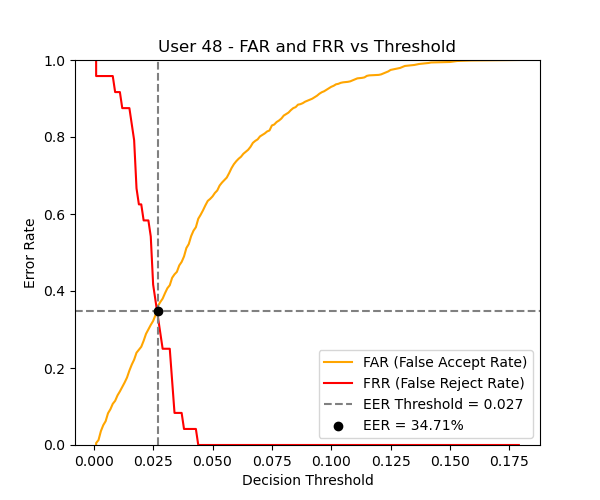 User 48 - FAR and FRR vs Threshold
1.0
0.8
0.6
0.4
0.2
0.0
Error Rate
FAR (False Accept Rate)
FRR (False Reject Rate)
EER Threshold = 0.027
EER = 34.71%
0.000 0.025 0.050 0.075 0.100 0.125 0.150 0.175
Decision Threshold